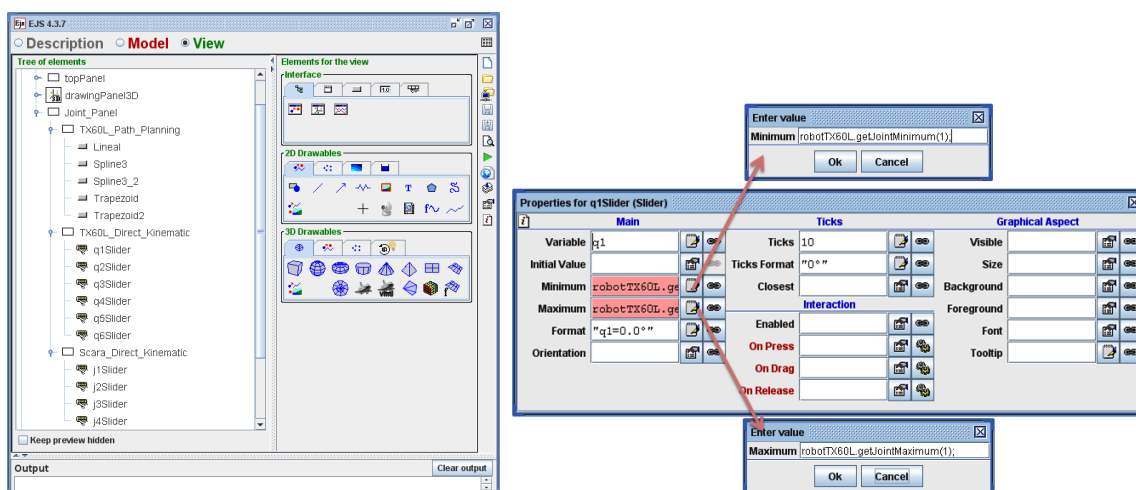 Ejs EJS 4.3.7
Description Model View
Tree of elements
topPanel
drawingPanel3D
Joint_Panel
TX60L_Path_Planning
Lineal
Spline3
Spline3_2
Trapezoid
Trapezoid2
TX60L_Direct_Kinematic
q1Slider
q2Slider
q3Slider
q4Slider
q5Slider
q6Slider
Scara_Direct_Kinematic
j1Slider
j2Slider
j3Slider
j4Slider
Keep preview hidden
Output
Clear output
Elements for the view
Interface
2D Drawables
3D Drawables
Enter value
Minimum robotTX60L.getJointMinimum(1);
Ok Cancel
Properties for q1Slider (Slider)
Main Ticks Graphical Aspect
Variable q1 Ticks 10 Visible
Initial Value Ticks Format "0°" Size
Minimum robotTX60L.ge Closest Background
Maximum robotTX60L.ge Interaction Foreground
Format "q1=0.0°" Enabled Font
Orientation On Press Tooltip
On Drag
On Release
Enter value
Maximum robotTX60L.getJointMaximum(1);
Ok Cancel